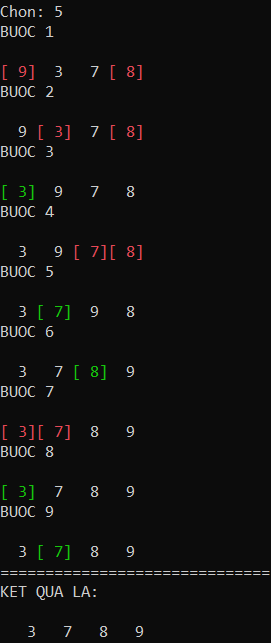 Chon: 5
BUOC 1
[ 9]  3   7 [ 8]
BUOC 2
  9 [ 3]  7 [ 8]
BUOC 3
[ 3]  9   7   8
BUOC 4
  3   9 [ 7][ 8]
BUOC 5
  3 [ 7]  9   8
BUOC 6
  3   7 [ 8]  9
BUOC 7
[ 3][ 7]  8   9
BUOC 8
[ 3]  7   8   9
BUOC 9
  3 [ 7]  8   9
==============================
KET QUA LA:
   3   7   8   9